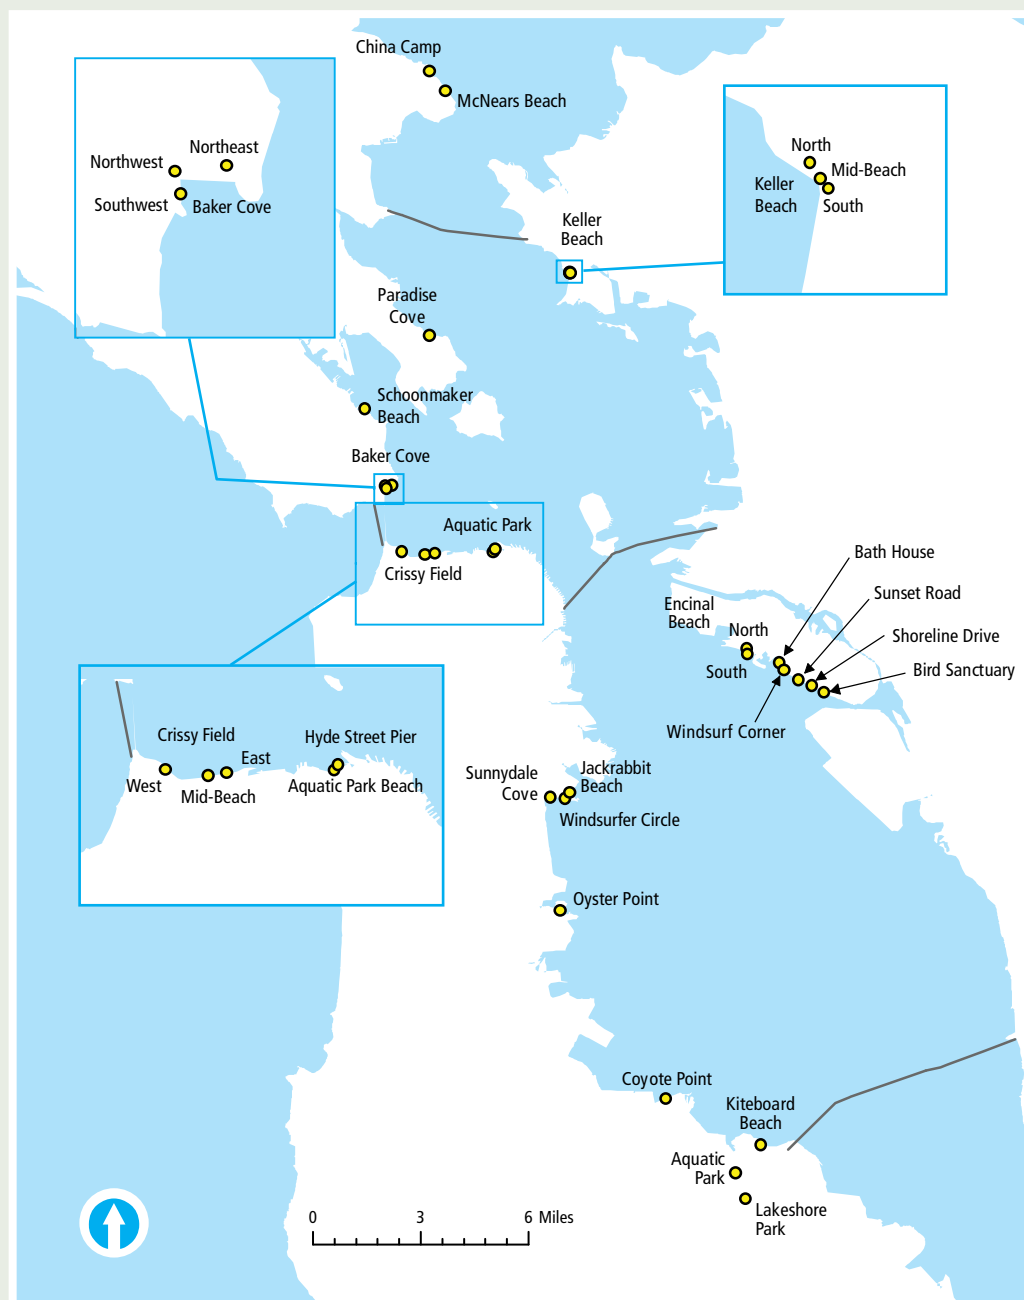 China Camp
McNears Beach
Northeast
Northwest
Southwest
Baker Cove
North
Mid-Beach
Keller
Beach
South
Keller
Beach
Paradise
Cove
Schoonmaker
Beach
Baker Cove
Aquatic Park
Crissy Field
Bath House
Sunset Road
Shoreline Drive
Bird Sanctuary
Encinal
Beach
North
South
Windsurf Corner
Crissy Field
Hyde Street Pier
East
West
Mid-Beach
Aquatic Park Beach
Sunnydale
Cove
Jackrabbit
Beach
Windsurfer Circle
Oyster Point
Coyote Point
Kiteboard
Beach
Aquatic
Park
Lakeshore
Park
0 3 6 Miles